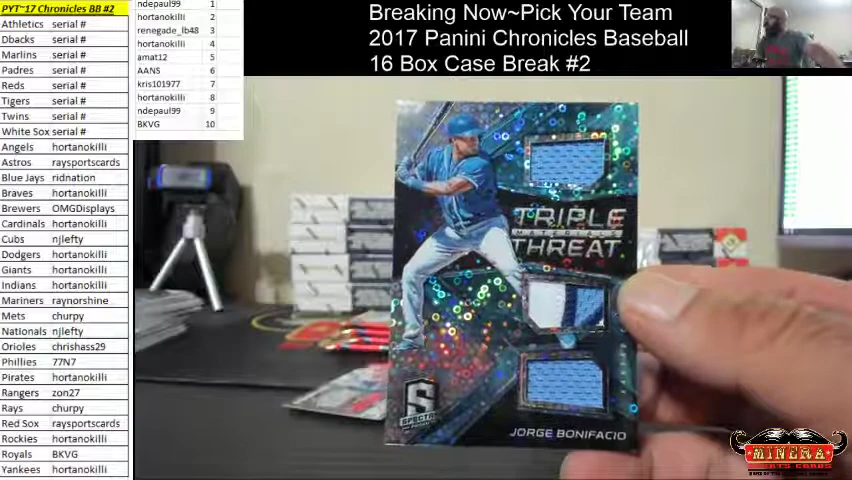 PYT~17 Chronicles BB #2
Athletics serial #
Dbacks serial #
Marlins serial #
Padres serial #
Reds serial #
Tigers serial #
Twins serial #
White Sox serial #
Angels hortanokilli
Astros raysportscards
Blue Jays ridnation
Braves hortanokilli
Brewers OMGDisplays
Cardinals hortanokilli
Cubs njlefty
Dodgers hortanokilli
Giants hortanokilli
Indians hortanokilli
Mariners raynorshine
Mets churpy
Nationals njlefty
Orioles chrishass29
Phillies 77N7
Pirates hortanokilli
Rangers zon27
Rays churpy
Red Sox raysportscards
Rockies hortanokilli
Royals BKVG
Yankees hortanokilli
ndepaul99 1
hortanokilli 2
renegade_lb48 3
hortanokilli 4
amat12 5
AANS 6
kris101977 7
hortanokilli 8
ndepaul99 9
BKVG 10
Breaking Now~Pick Your Team
2017 Panini Chronicles Baseball
16 Box Case Break #2
TRIPLE
MATERIALS
THREAT
SPECTRA
JORGE BONIFACIO
MINERA